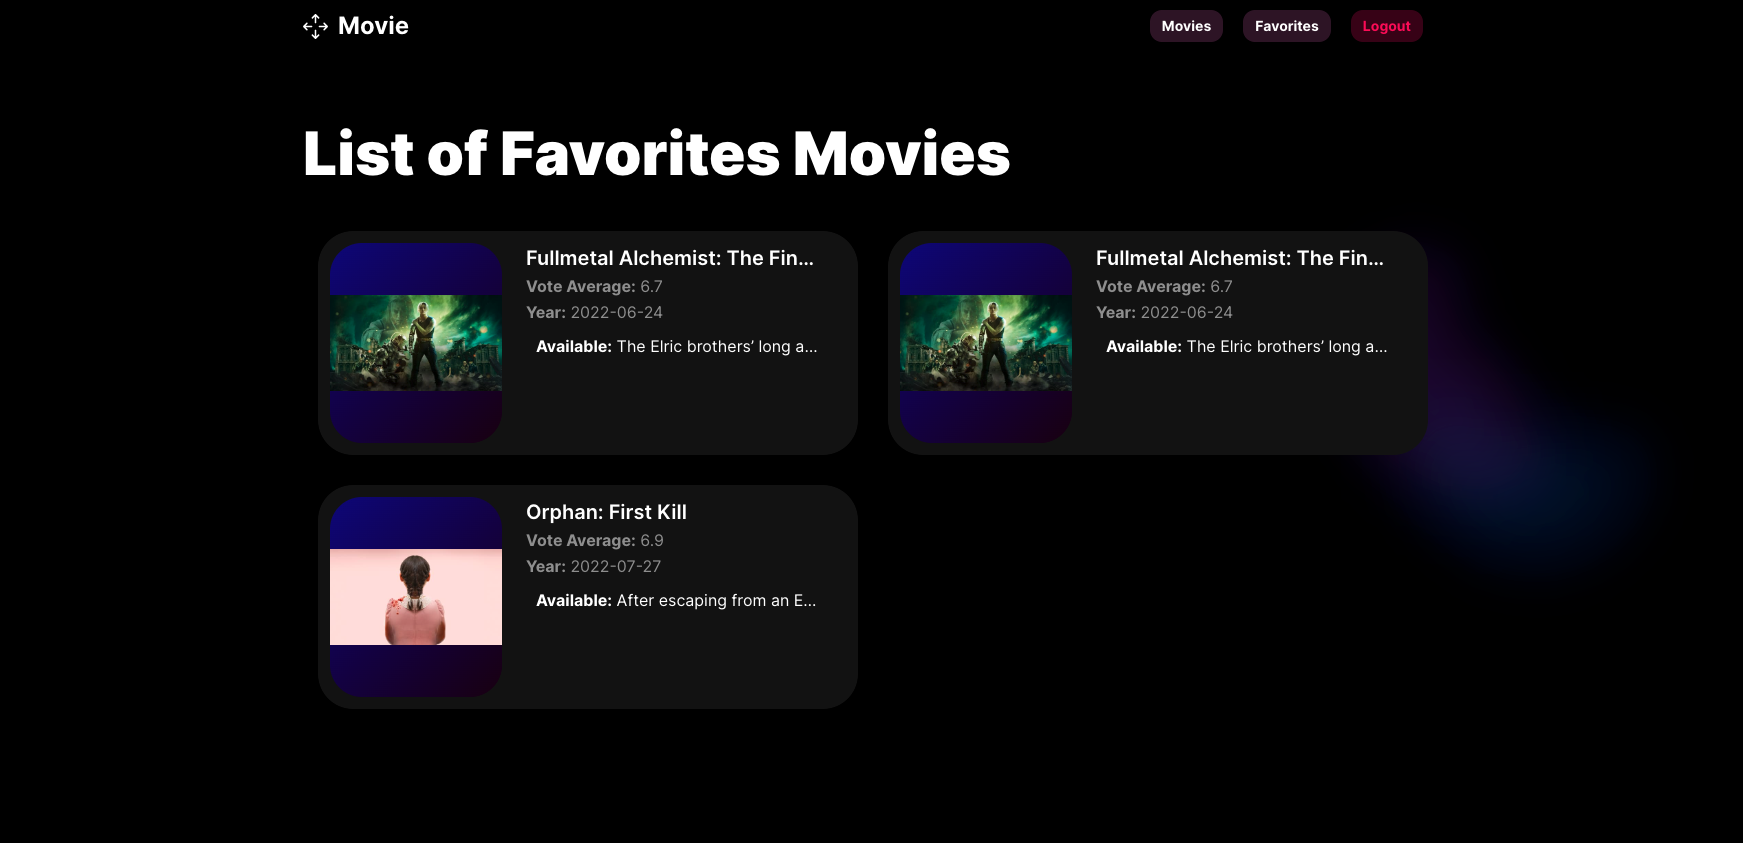 Movie
Movies
Favorites
Logout
List of Favorites Movies
Fullmetal Alchemist: The Fin...
Vote Average: 6.7
Year: 2022-06-24
Available: The Elric brothers’ long a...
Fullmetal Alchemist: The Fin...
Vote Average: 6.7
Year: 2022-06-24
Available: The Elric brothers’ long a...
Orphan: First Kill
Vote Average: 6.9
Year: 2022-07-27
Available: After escaping from an E...